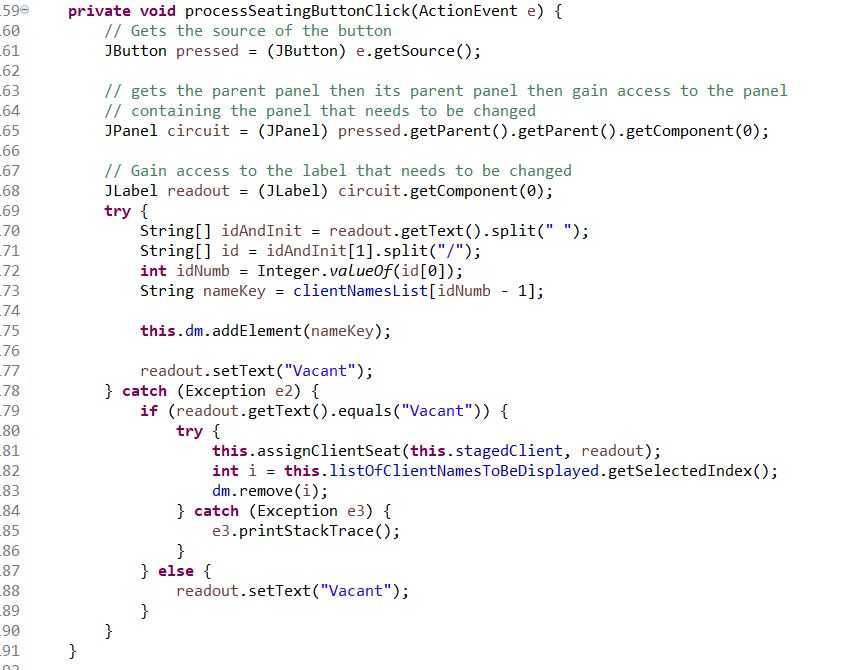 59 private void processSeatingButtonClick(ActionEvent e) {
60 // Gets the source of the button
61 JButton pressed = (JButton) e.getSource();
62
63 // gets the parent panel then its parent panel then gain access to the panel
64 // containing the panel that needs to be changed
65 JPanel circuit = (JPanel) pressed.getParent().getParent().getComponent(0);
66
67 // Gain access to the label that needs to be changed
68 JLabel readout = (JLabel) circuit.getComponent(0);
69 try {
70 String[] idAndInit = readout.getText().split(" ");
71 String[] id = idAndInit[1].split("/");
72 int idNumb = Integer.valueOf(id[0]);
73 String nameKey = clientNamesList[idNumb - 1];
74
75 this.dm.addElement(nameKey);
76
77 readout.setText("Vacant");
78 } catch (Exception e2) {
79 if (readout.getText().equals("Vacant")) {
80 try {
81 this.assignClientSeat(this.stagedClient, readout);
82 int i = this.listOfClientNamesToBeDisplayed.getSelectedIndex();
83 dm.remove(i);
84 } catch (Exception e3) {
85 e3.printStackTrace();
86 }
87 } else {
88 readout.setText("Vacant");
89 }
90 }
91 }